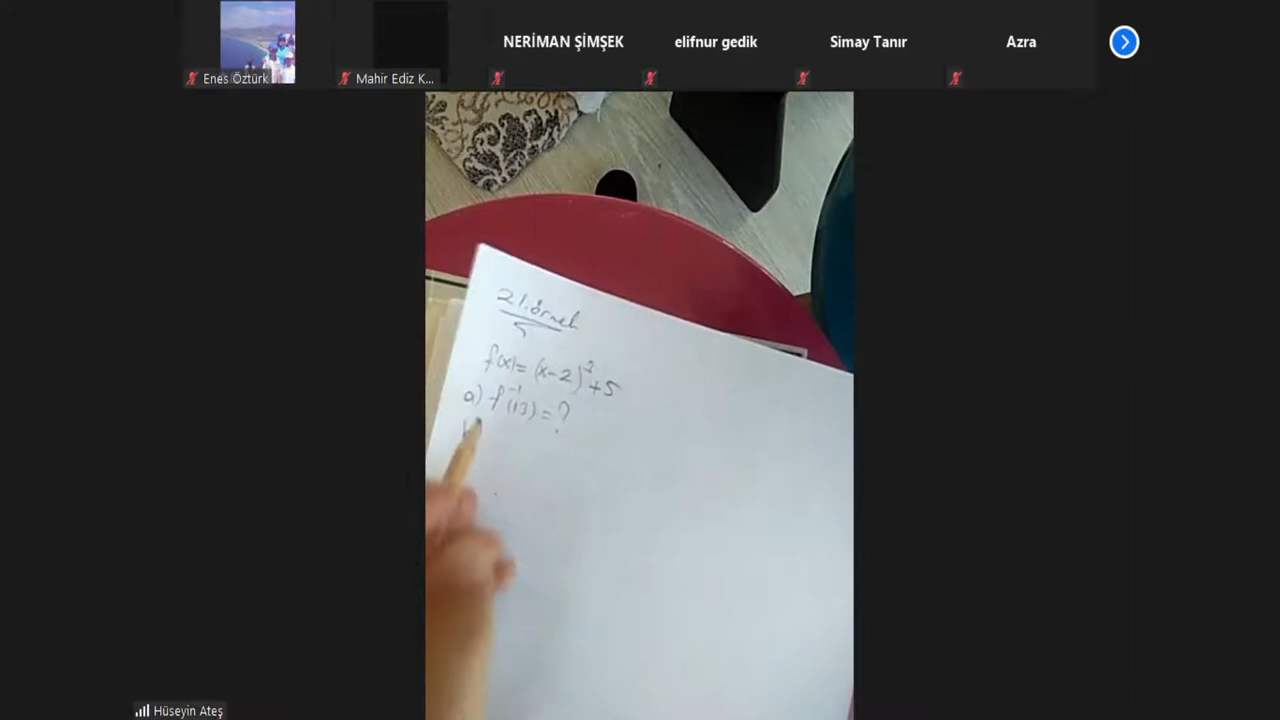 NERİMAN ŞİMŞEK
elifnur gedik
Simay Tanır
Azra
Enes Öztürk
Mahir Ediz K...
21.örnek
f(x)=(x-2)²+5
a) f⁻¹(13)=?
Hüseyin Ateş